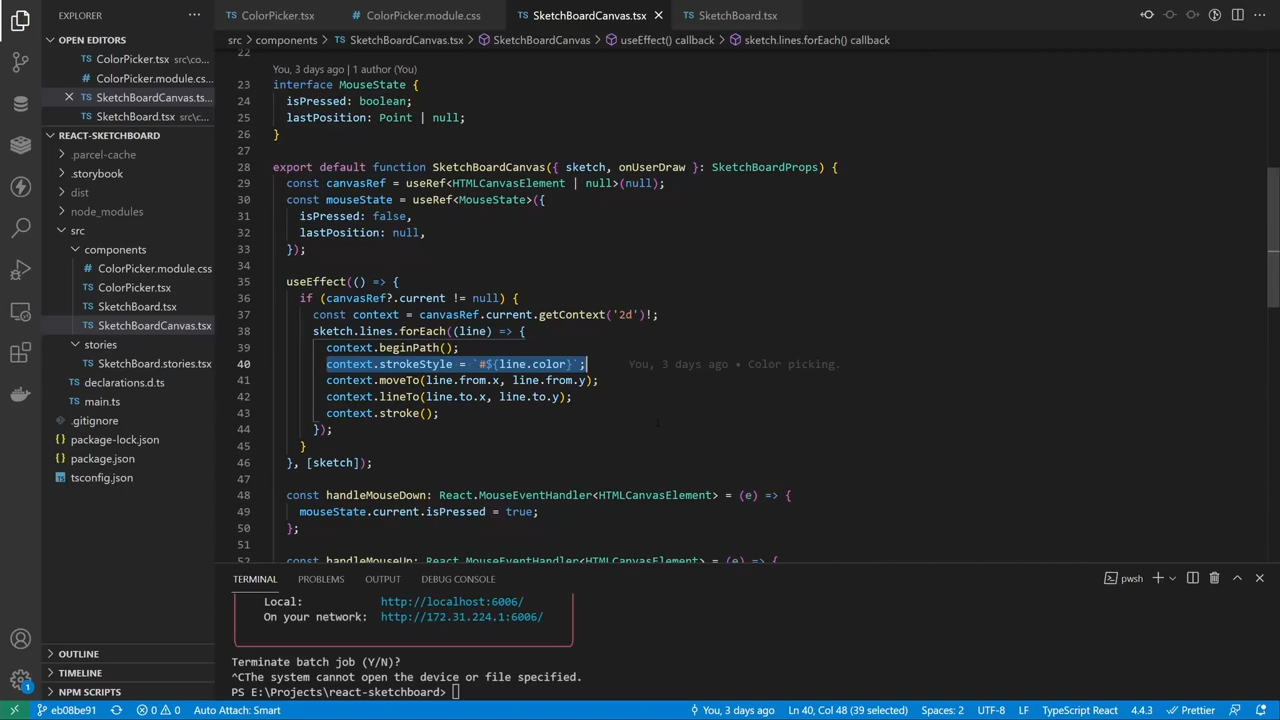 EXPLORER
OPEN EDITORS
ColorPicker.tsx src\co...
ColorPicker.module.cs...
SketchBoardCanvas.ts...
SketchBoard.tsx src\c...
REACT-SKETCHBOARD
.parcel-cache
.storybook
dist
node_modules
src
components
ColorPicker.module.css
ColorPicker.tsx
SketchBoard.tsx
SketchBoardCanvas.tsx
stories
SketchBoard.stories.tsx
declarations.d.ts
main.ts
.gitignore
package-lock.json
package.json
tsconfig.json
OUTLINE
TIMELINE
NPM SCRIPTS
ColorPicker.tsx ColorPicker.module.css SketchBoardCanvas.tsx SketchBoard.tsx
src > components > SketchBoardCanvas.tsx > SketchBoardCanvas > useEffect() callback > sketch.lines.forEach() callback
22
You, 3 days ago | 1 author (You)
23 interface MouseState {
24 isPressed: boolean;
25 lastPosition: Point | null;
26 }
27
28 export default function SketchBoardCanvas({ sketch, onUserDraw }: SketchBoardProps) {
29 const canvasRef = useRef<HTMLCanvasElement | null>(null);
30 const mouseState = useRef<MouseState>({
31 isPressed: false,
32 lastPosition: null,
33 });
34
35 useEffect(() => {
36 if (canvasRef?.current != null) {
37 const context = canvasRef.current.getContext('2d')!;
38 sketch.lines.forEach((line) => {
39 context.beginPath();
40 context.strokeStyle = `#${line.color}`; You, 3 days ago • Color picking.
41 context.moveTo(line.from.x, line.from.y);
42 context.lineTo(line.to.x, line.to.y);
43 context.stroke();
44 });
45 }
46 }, [sketch]);
47
48 const handleMouseDown: React.MouseEventHandler<HTMLCanvasElement> = (e) => {
49 mouseState.current.isPressed = true;
50 };
51
52 const handleMouseUp: React.MouseEventHandler<HTMLCanvasElement> = (e) => {
TERMINAL PROBLEMS OUTPUT DEBUG CONSOLE pwsh
Local: http://localhost:6006/
On your network: http://172.31.224.1:6006/
Terminate batch job (Y/N)?
^CThe system cannot open the device or file specified.
PS E:\Projects\react-sketchboard>
1
eb08be91 0 0 Auto Attach: Smart You, 3 days ago Ln 40, Col 48 (39 selected) Spaces: 2 UTF-8 LF TypeScript React 4.4.3 Prettier